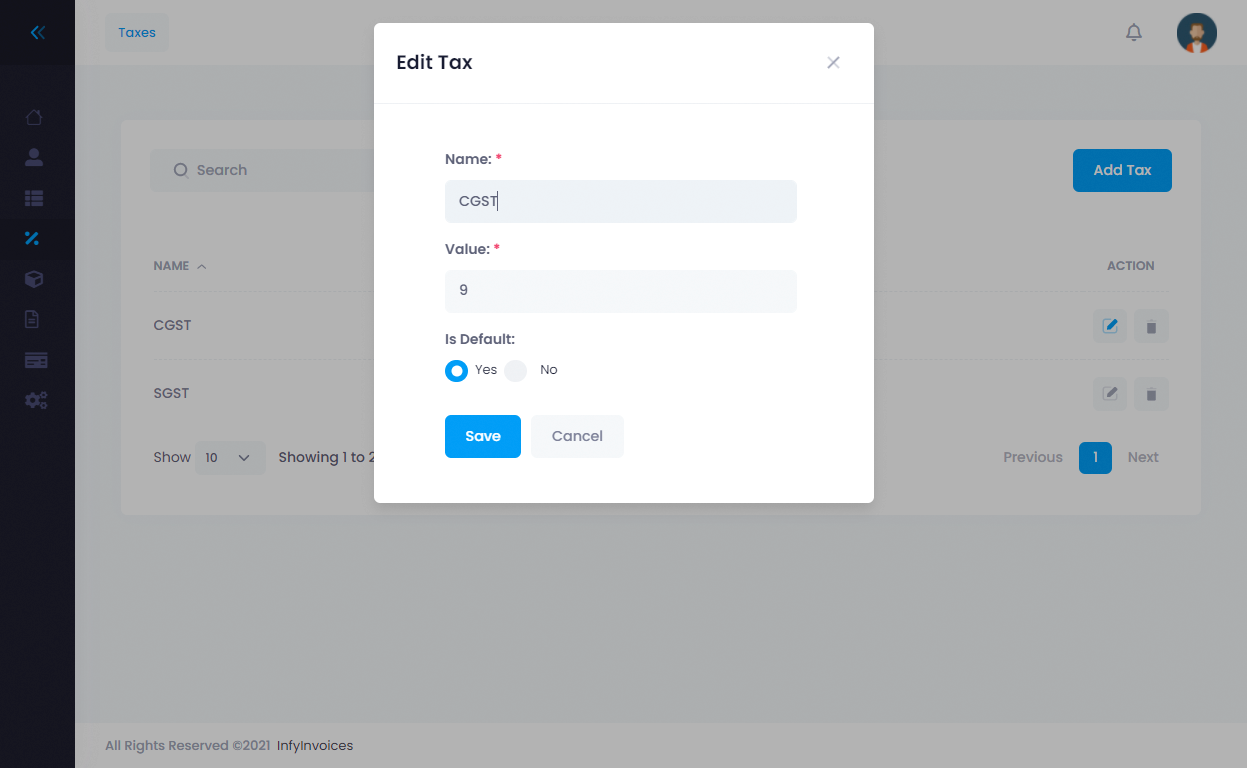 Taxes
Edit Tax
Search
Add Tax
Name: *
CGST
Value: *
9
Is Default:
Yes No
Save Cancel
NAME ACTION
CGST
SGST
Show 10 Showing 1 to 2
Previous 1 Next
All Rights Reserved ©2021 InfyInvoices